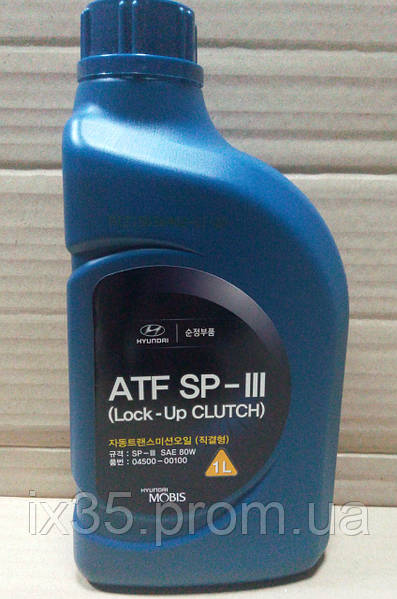 HYUNDAI
순정부품
ATF SP-III
(Lock-Up CLUTCH)
자동트랜스미션오일 (직결형)
규격 : SP-III SAE 80W
품번 : 04500-00100
1L
HYUNDAI
MOBIS
ix35.prom.ua